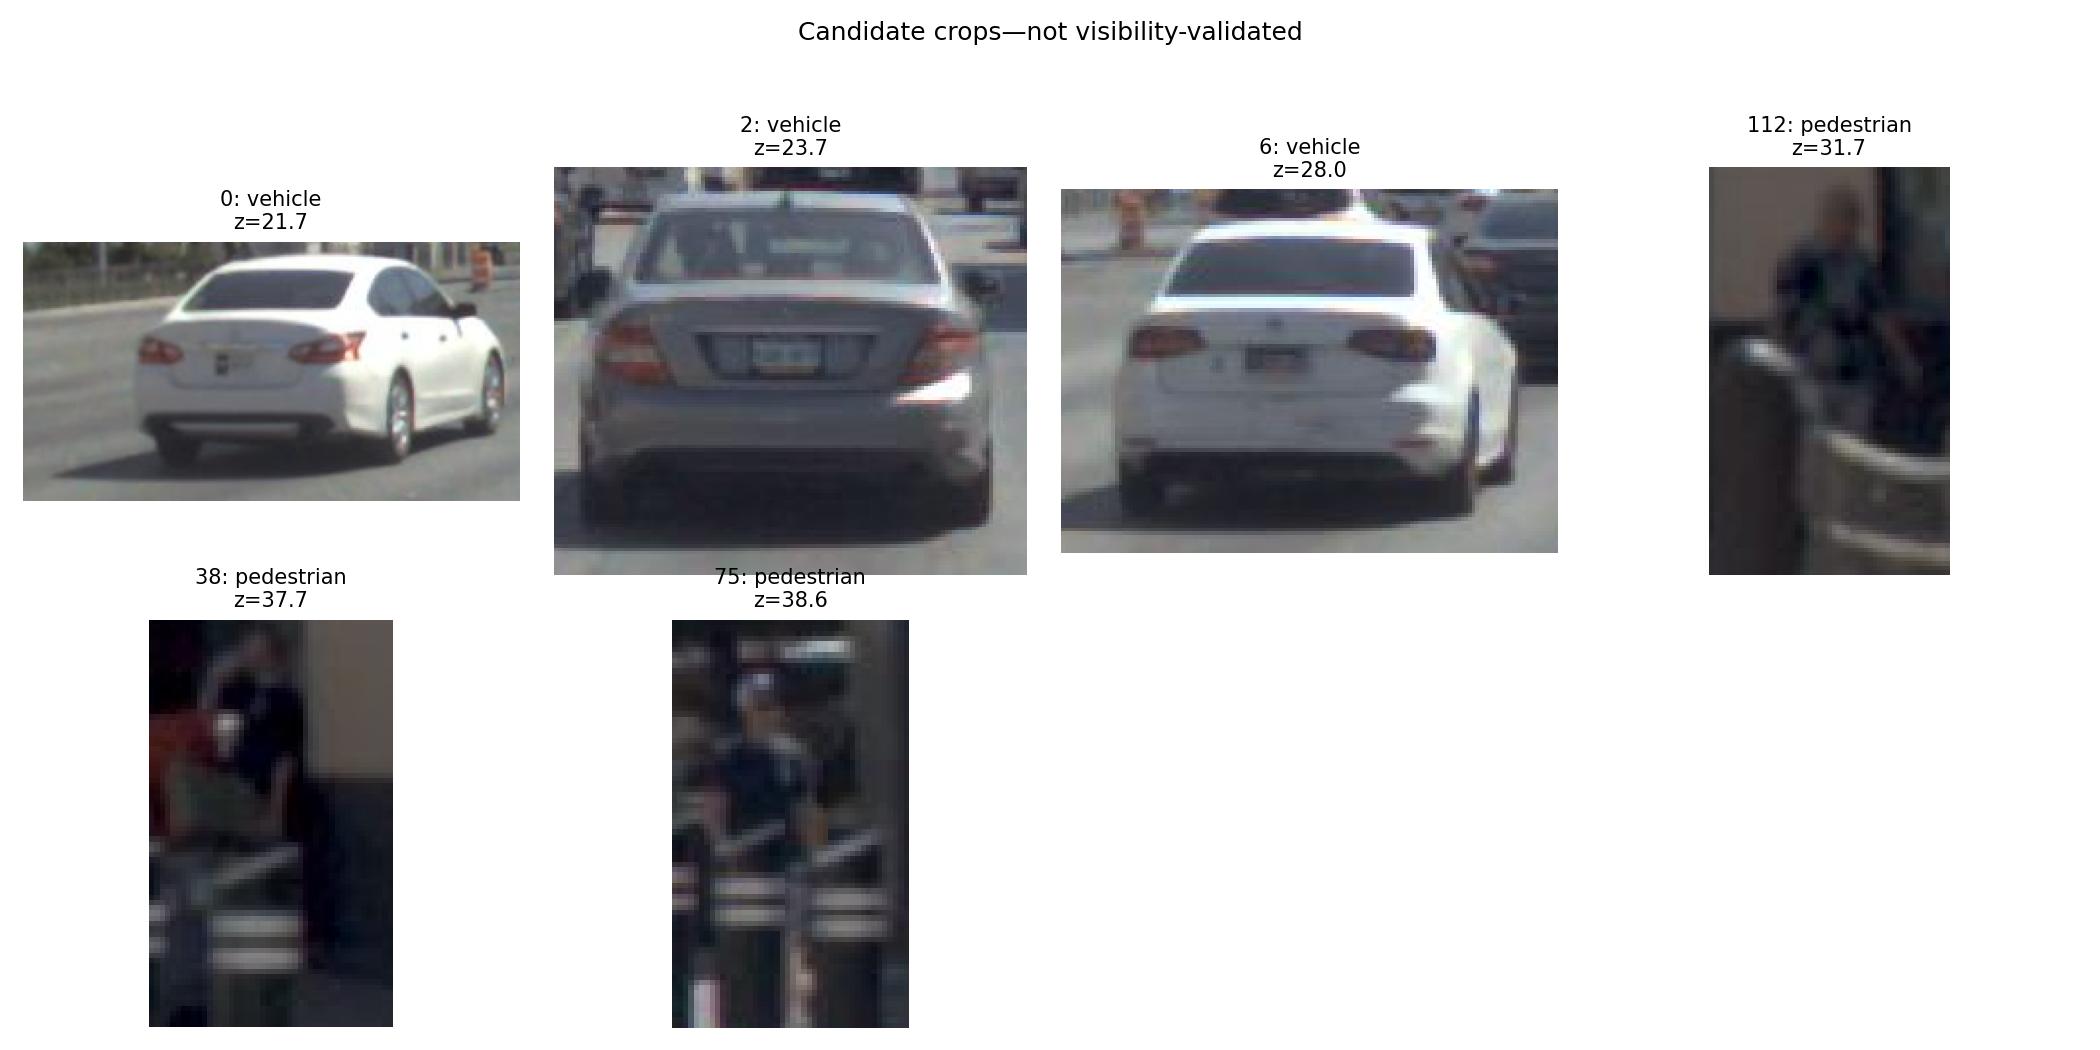 Candidate crops—not visibility-validated
0: vehicle
z=21.7
2: vehicle
z=23.7
6: vehicle
z=28.0
112: pedestrian
z=31.7
38: pedestrian
z=37.7
75: pedestrian
z=38.6